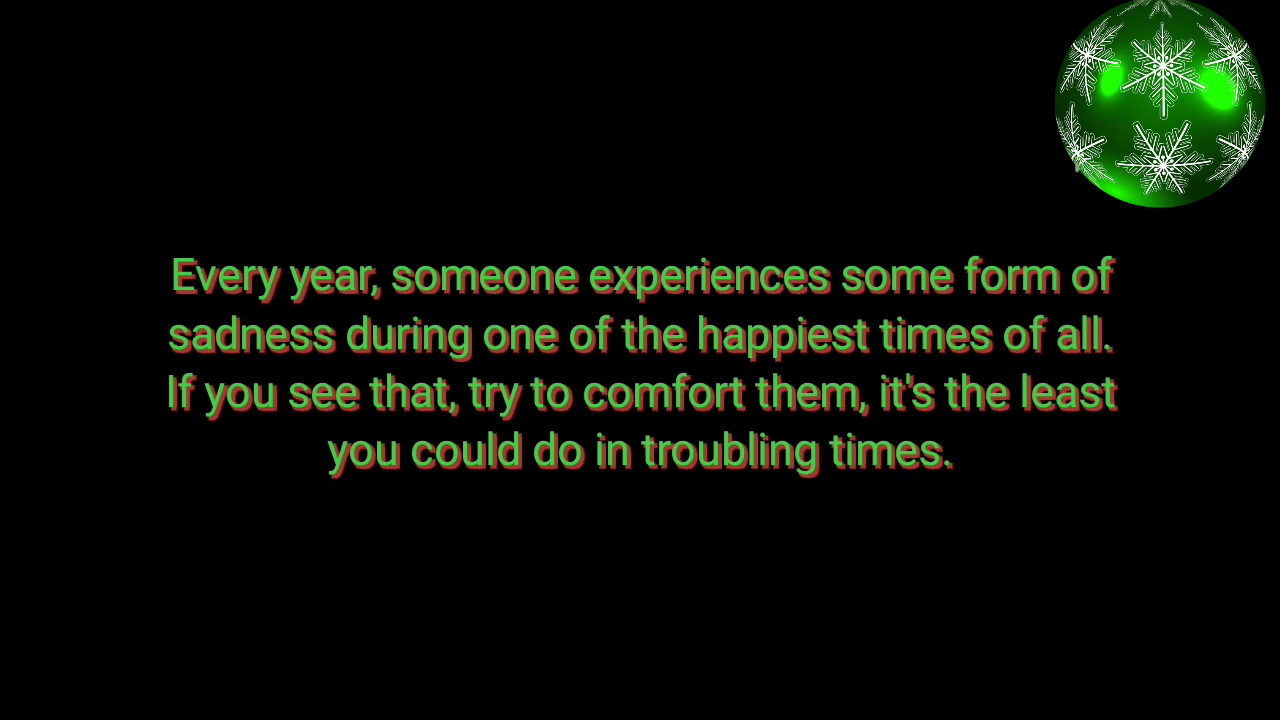 Every year, someone experiences some form of
sadness during one of the happiest times of all.
If you see that, try to comfort them, it's the least
you could do in troubling times.